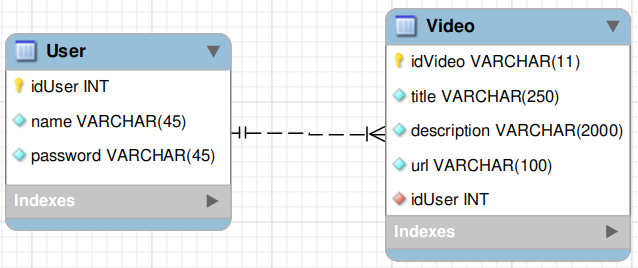 User
idUser INT
name VARCHAR(45)
password VARCHAR(45)
Indexes
Video
idVideo VARCHAR(11)
title VARCHAR(250)
description VARCHAR(2000)
url VARCHAR(100)
idUser INT
Indexes